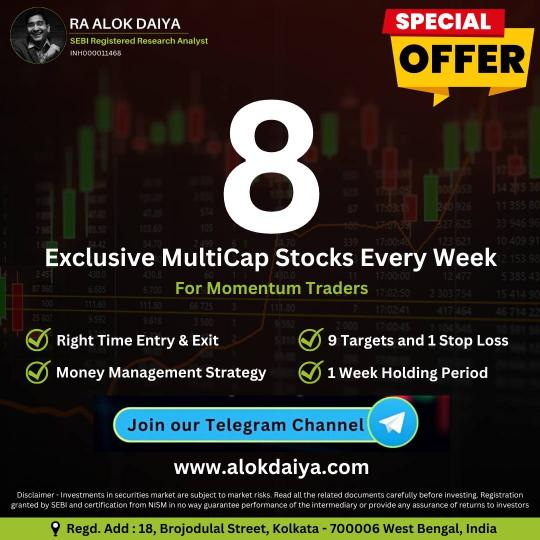 RA ALOK DAIYA
SEBI Registered Research Analyst
INH000011468
SPECIAL
OFFER
8
Exclusive MultiCap Stocks Every Week
For Momentum Traders
Right Time Entry & Exit
9 Targets and 1 Stop Loss
Money Management Strategy
1 Week Holding Period
Join our Telegram Channel
www.alokdaiya.com
Disclaimer - Investments in securities market are subject to market risks. Read all the related documents carefully before investing. Registration
granted by SEBI and certification from NISM in no way guarantee performance of the intermediary or provide any assurance of returns to investors
Regd. Add : 18, Brojodulal Street, Kolkata - 700006 West Bengal, India